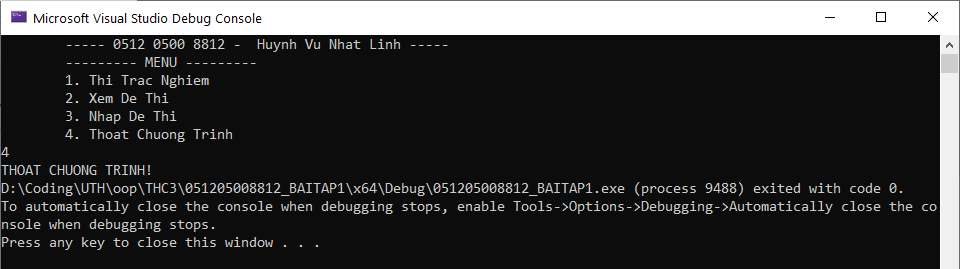 Microsoft Visual Studio Debug Console
----- 0512 0500 8812 -  Huynh Vu Nhat Linh -----
--------- MENU ---------
1. Thi Trac Nghiem
2. Xem De Thi
3. Nhap De Thi
4. Thoat Chuong Trinh
4
THOAT CHUONG TRINH!
D:\Coding\UTH\oop\THC3\051205008812_BAITAP1\x64\Debug\051205008812_BAITAP1.exe (process 9488) exited with code 0.
To automatically close the console when debugging stops, enable Tools->Options->Debugging->Automatically close the co
nsole when debugging stops.
Press any key to close this window . . .